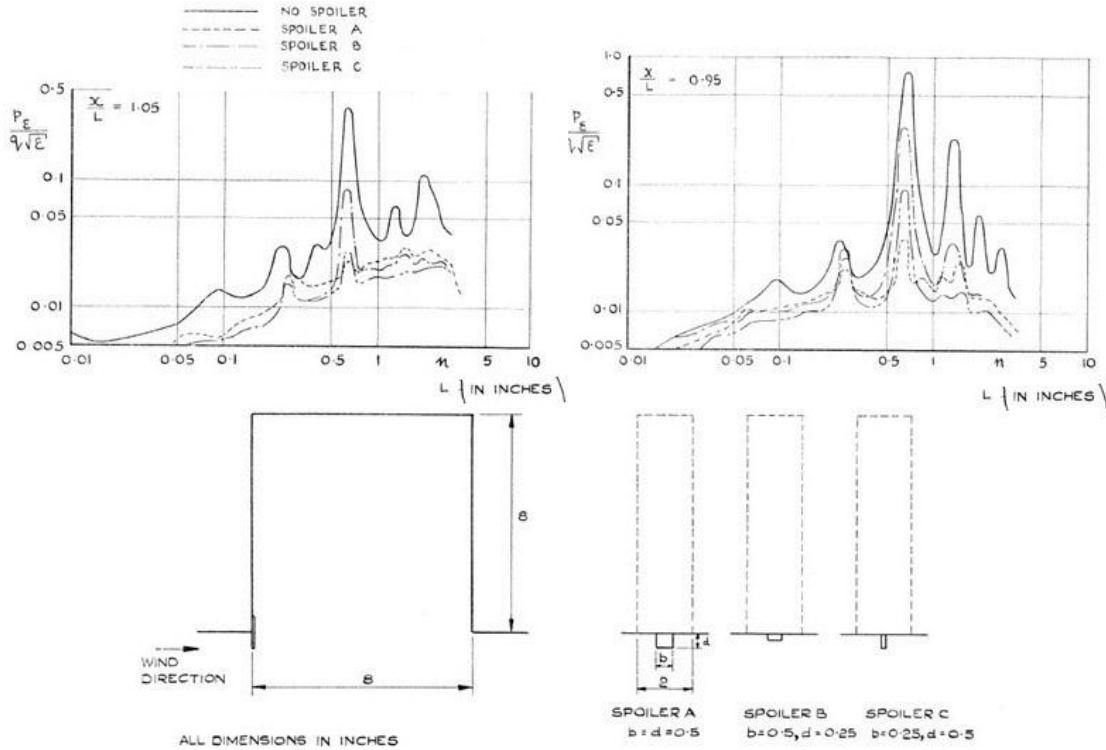 NO SPOILER
SPOILER A
SPOILER B
SPOILER C
x/L = 1.05
Pε/q√ε
0.5
0.1
0.05
0.01
0.005
0.01 0.05 0.1 0.5 1 n 5 10
L (IN INCHES)
x/L = 0.95
Pε/√ε
1.0
0.5
0.1
0.05
0.01
0.005
0.01 0.05 0.1 0.5 1 n 5 10
L (IN INCHES)
8
WIND
DIRECTION
8
ALL DIMENSIONS IN INCHES
d
b
2
SPOILER A
b=d=0.5
SPOILER B
b=0.5, d=0.25
SPOILER C
b=0.25, d=0.5